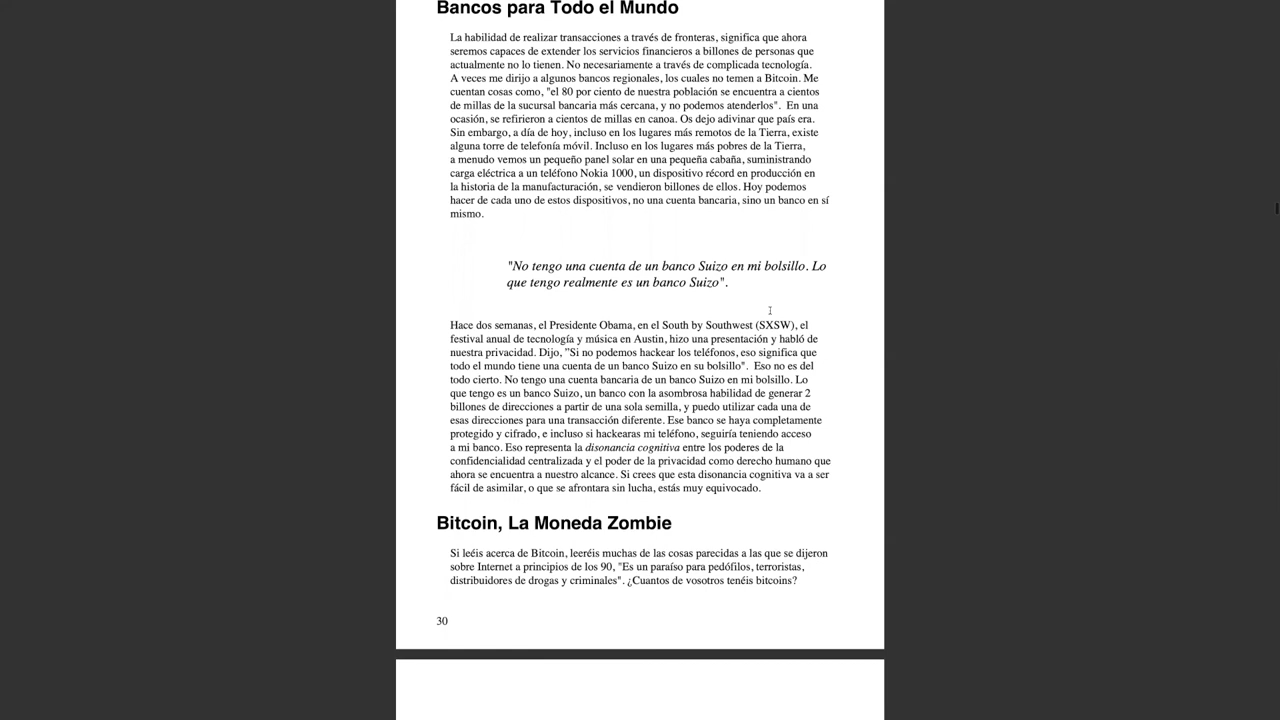 Bancos para Todo el Mundo
La habilidad de realizar transacciones a través de fronteras, significa que ahora
seremos capaces de extender los servicios financieros a billones de personas que
actualmente no lo tienen. No necesariamente a través de complicada tecnología.
A veces me dirijo a algunos bancos regionales, los cuales no temen a Bitcoin. Me
cuentan cosas como, "el 80 por ciento de nuestra población se encuentra a cientos
de millas de la sucursal bancaria más cercana, y no podemos atenderlos". En una
ocasión, se refirieron a cientos de millas en canoa. Os dejo adivinar que país era.
Sin embargo, a día de hoy, incluso en los lugares más remotos de la Tierra, existe
alguna torre de telefonía móvil. Incluso en los lugares más pobres de la Tierra,
a menudo vemos un pequeño panel solar en una pequeña cabaña, suministrando
carga eléctrica a un teléfono Nokia 1000, un dispositivo récord en producción en
la historia de la manufacturación, se vendieron billones de ellos. Hoy podemos
hacer de cada uno de estos dispositivos, no una cuenta bancaria, sino un banco en sí
mismo.
"No tengo una cuenta de un banco Suizo en mi bolsillo. Lo
que tengo realmente es un banco Suizo".
Hace dos semanas, el Presidente Obama, en el South by Southwest (SXSW), el
festival anual de tecnología y música en Austin, hizo una presentación y habló de
nuestra privacidad. Dijo, "Si no podemos hackear los teléfonos, eso significa que
todo el mundo tiene una cuenta de un banco Suizo en su bolsillo". Eso no es del
todo cierto. No tengo una cuenta bancaria de un banco Suizo en mi bolsillo. Lo
que tengo es un banco Suizo, un banco con la asombrosa habilidad de generar 2
billones de direcciones a partir de una sola semilla, y puedo utilizar cada una de
esas direcciones para una transacción diferente. Ese banco se haya completamente
protegido y cifrado, e incluso si hackearas mi teléfono, seguiría teniendo acceso
a mi banco. Eso representa la disonancia cognitiva entre los poderes de la
confidencialidad centralizada y el poder de la privacidad como derecho humano que
ahora se encuentra a nuestro alcance. Si crees que esta disonancia cognitiva va a ser
fácil de asimilar, o que se afrontara sin lucha, estás muy equivocado.
Bitcoin, La Moneda Zombie
Si leéis acerca de Bitcoin, leeréis muchas de las cosas parecidas a las que se dijeron
sobre Internet a principios de los 90, "Es un paraíso para pedófilos, terroristas,
distribuidores de drogas y criminales". ¿Cuantos de vosotros tenéis bitcoins?
30